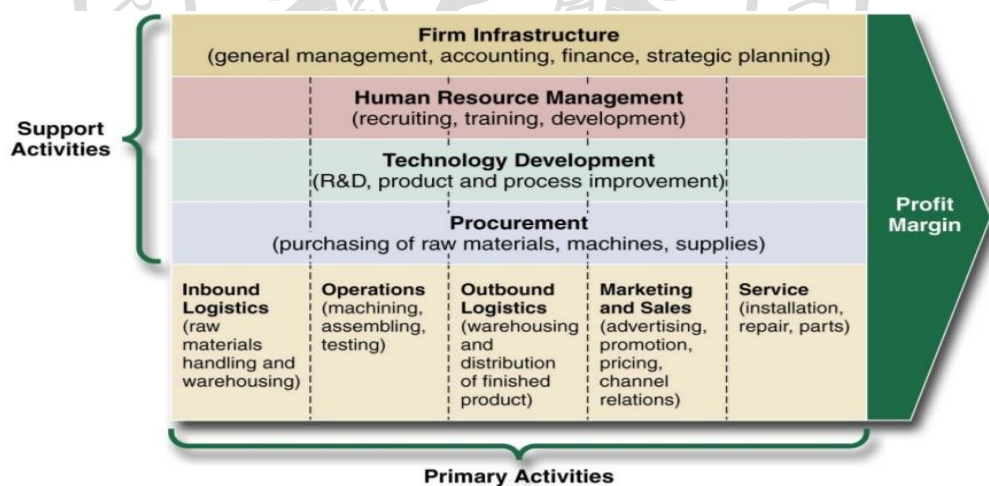 Firm Infrastructure
(general management, accounting, finance, strategic planning)
Human Resource Management
(recruiting, training, development)
Support
Activities
Technology Development
(R&D, product and process improvement)
Procurement
(purchasing of raw materials, machines, supplies)
Profit
Margin
Inbound
Logistics
(raw
materials
handling and
warehousing)
Operations
(machining,
assembling,
testing)
Outbound
Logistics
(warehousing
and
distribution
of finished
product)
Marketing
and Sales
(advertising,
promotion,
pricing,
channel
relations)
Service
(installation,
repair, parts)
Primary Activities